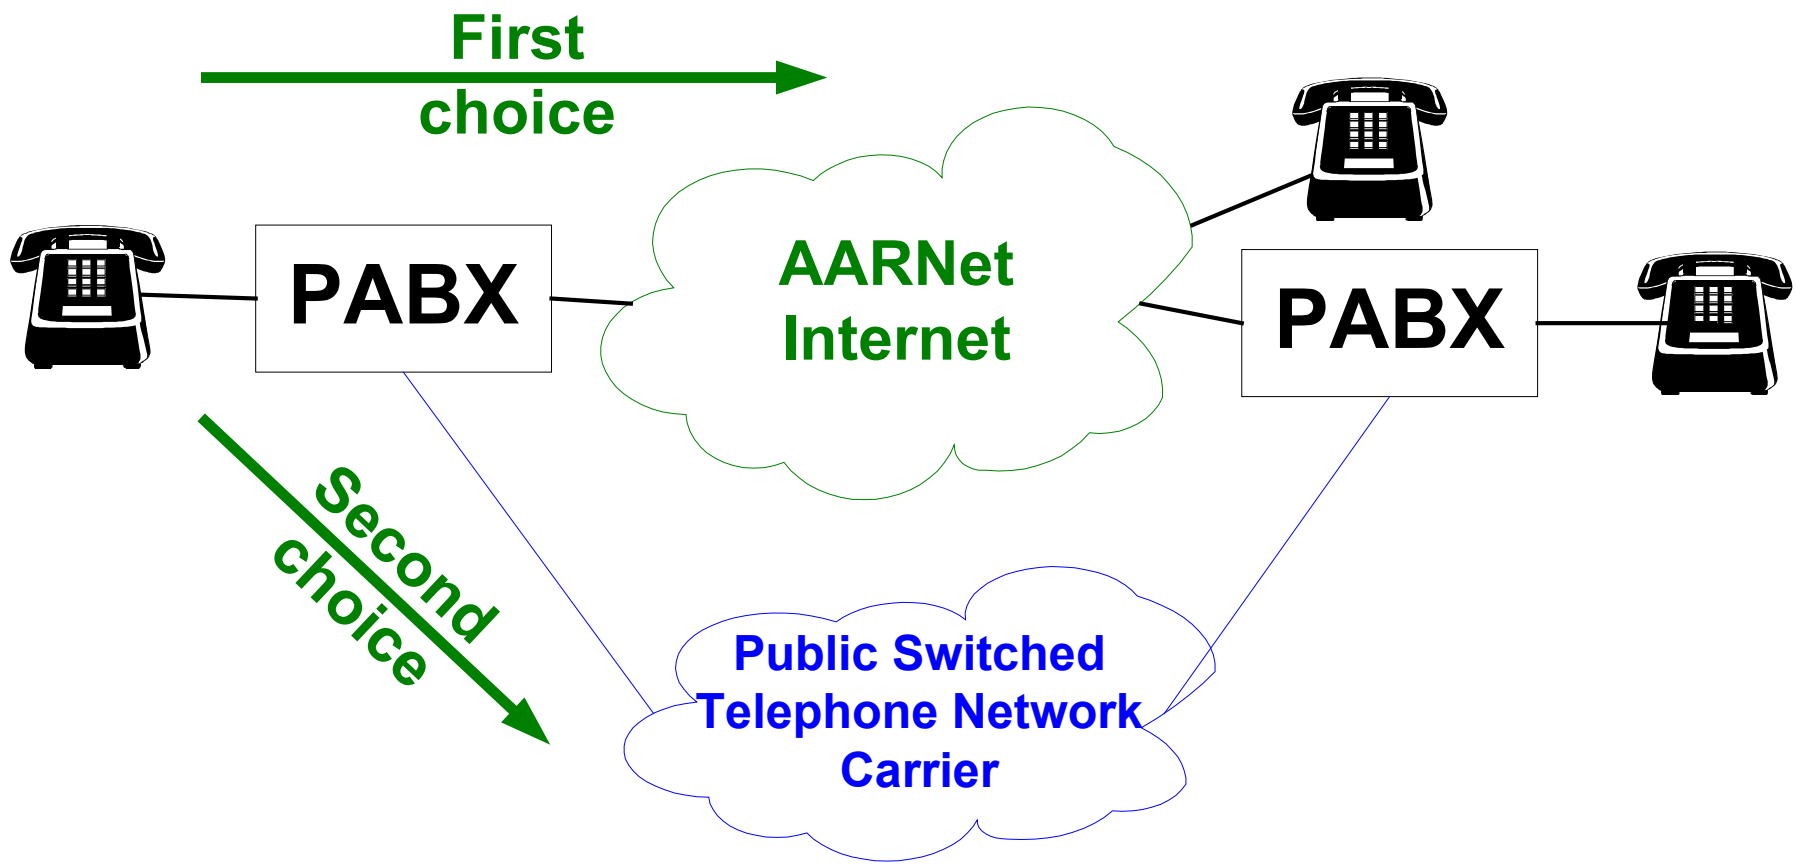 First
choice
PABX
AARNet
Internet
PABX
Second
choice
Public Switched
Telephone Network
Carrier